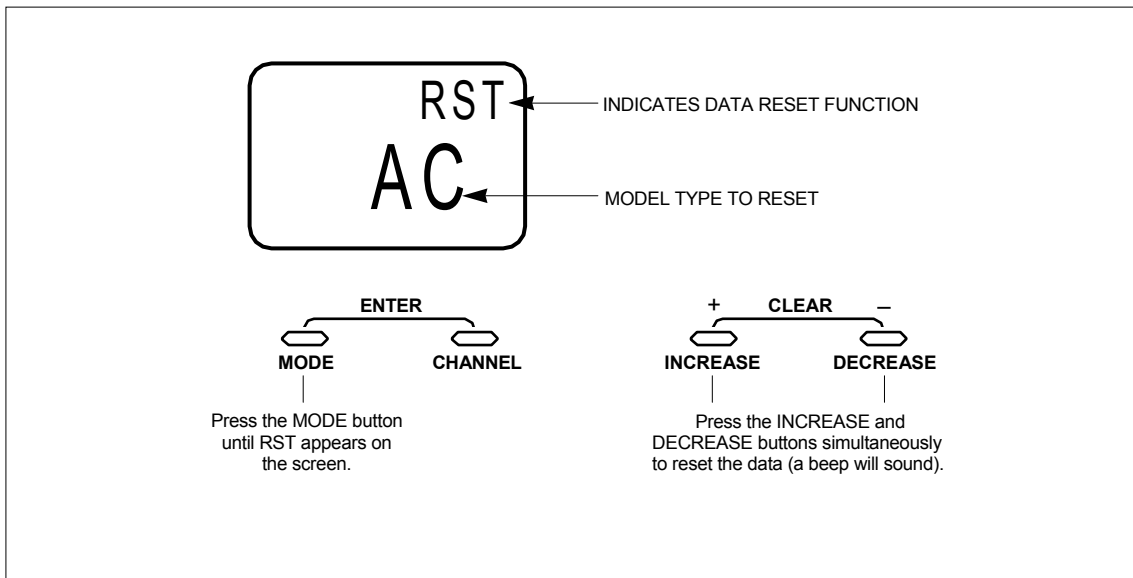 RST
INDICATES DATA RESET FUNCTION
AC
MODEL TYPE TO RESET
ENTER
MODE
CHANNEL
Press the MODE button
until RST appears on
the screen.
+ CLEAR –
INCREASE
DECREASE
Press the INCREASE and
DECREASE buttons simultaneously
to reset the data (a beep will sound).